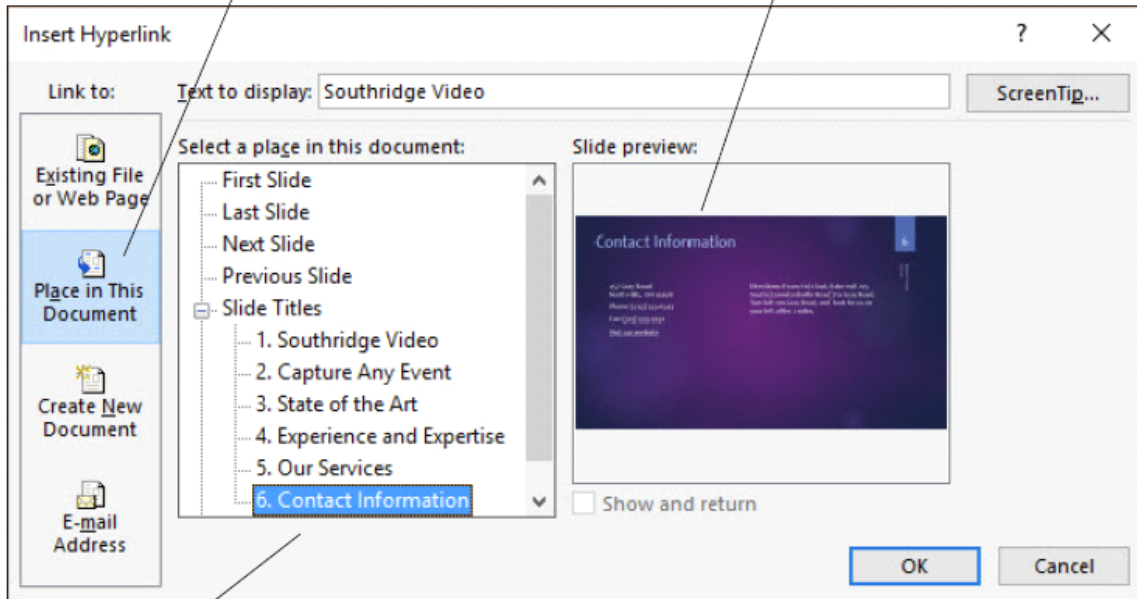 Insert Hyperlink
?
Link to:
Text to display: Southridge Video
ScreenTip...
Existing File
or Web Page
Place in This
Document
Create New
Document
E-mail
Address
Select a place in this document:
First Slide
Last Slide
Next Slide
Previous Slide
Slide Titles
1. Southridge Video
2. Capture Any Event
3. State of the Art
4. Experience and Expertise
5. Our Services
6. Contact Information
Slide preview:
Contact Information
6
Visit our website
Show and return
OK
Cancel